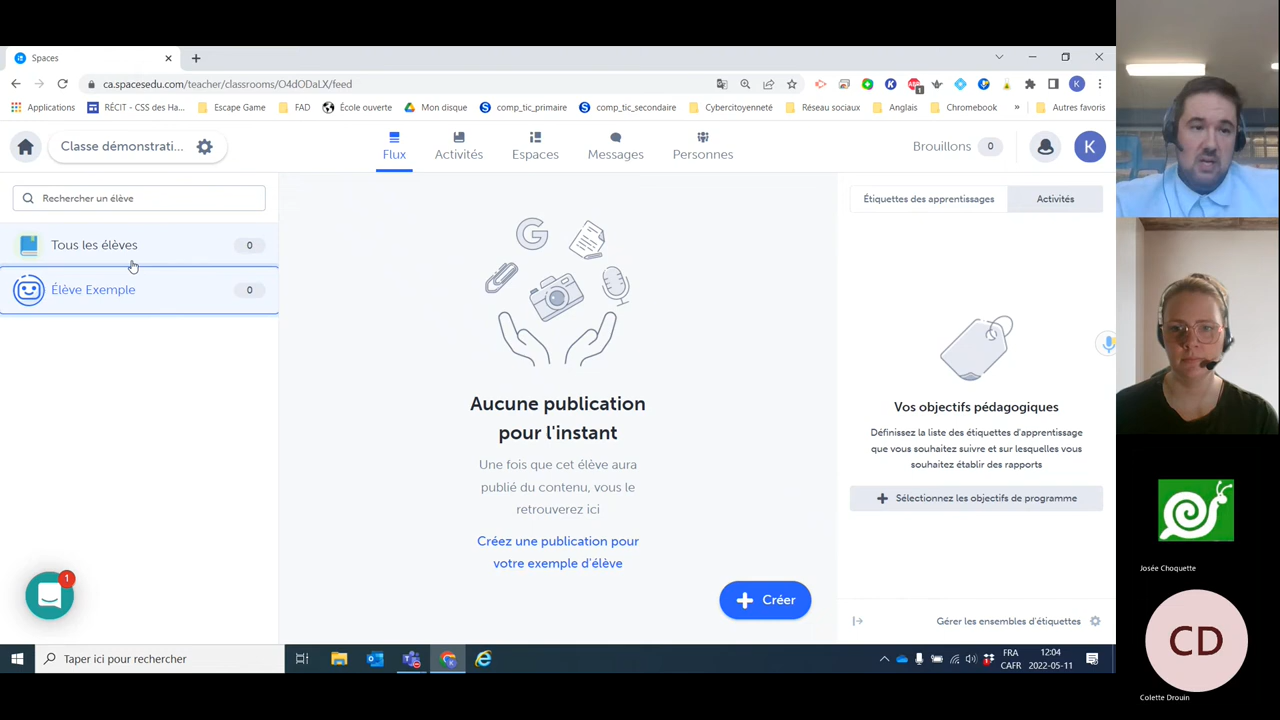 Spaces
ca.spacesedu.com/teacher/classrooms/O4dODaLX/feed
Applications
RÉCIT - CSS des Ha...
Escape Game
FAD
École ouverte
Mon disque
comp_tic_primaire
comp_tic_secondaire
Cybercitoyenneté
Réseau sociaux
Anglais
Chromebook
»
Autres favoris
Classe démonstrati...
Flux
Activités
Espaces
Messages
Personnes
Brouillons 0
K
Rechercher un élève
Tous les élèves 0
Élève Exemple 0
Aucune publication
pour l'instant
Une fois que cet élève aura
publié du contenu, vous le
retrouverez ici
Créez une publication pour
votre exemple d'élève
+ Créer
Étiquettes des apprentissages
Activités
Vos objectifs pédagogiques
Définissez la liste des étiquettes d'apprentissage
que vous souhaitez suivre et sur lesquelles vous
souhaitez établir des rapports
+ Sélectionnez les objectifs de programme
Gérer les ensembles d'étiquettes
1
Taper ici pour rechercher
FRA
CAFR
12:04
2022-05-11
Josée Choquette
CD
Colette Drouin